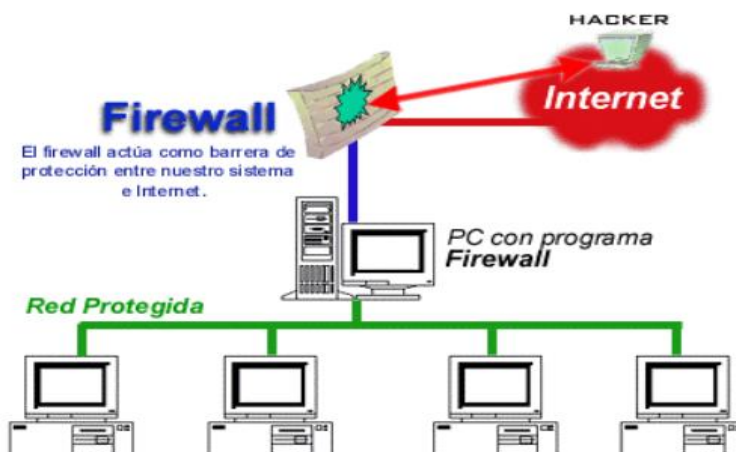 HACKER
Internet
Firewall
El firewall actúa como barrera de
protección entre nuestro sistema
e Internet.
PC con programa
Firewall
Red Protegida